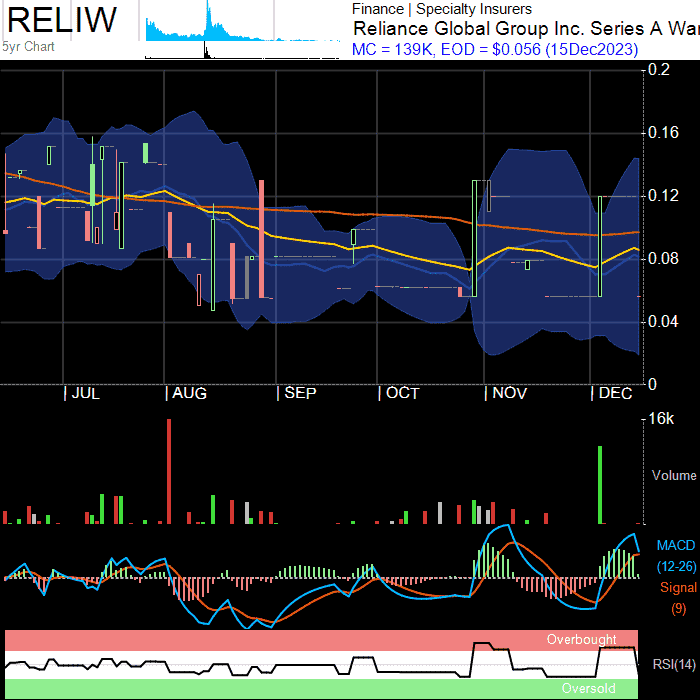 RELIW
5yr Chart
Finance | Specialty Insurers
Reliance Global Group Inc. Series A War
MC = 139K, EOD = $0.056 (15Dec2023)
0.2
0.16
0.12
0.08
0.04
0
| JUL | AUG | SEP | OCT | NOV | DEC
16k
Volume
MACD
(12-26)
Signal
(9)
Overbought
RSI(14)
Oversold